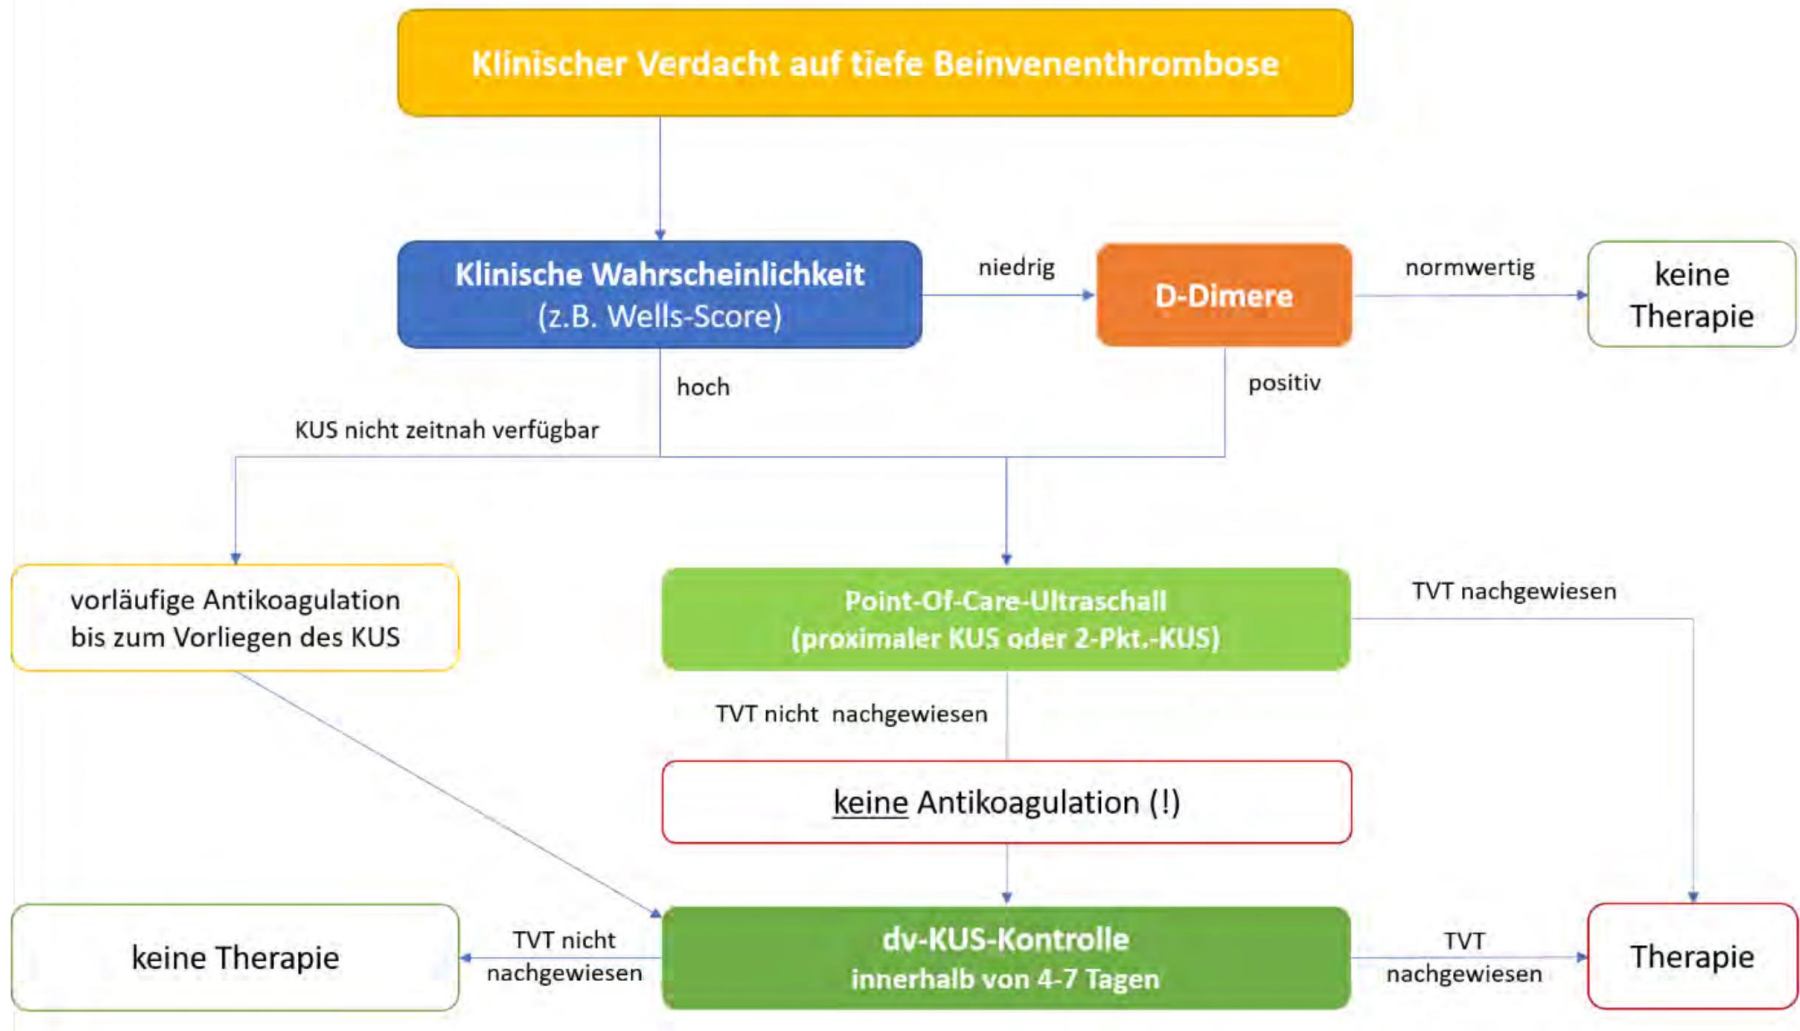 Klinischer Verdacht auf tiefe Beinvenenthrombose
Klinische Wahrscheinlichkeit
(z.B. Wells-Score)
niedrig
D-Dimere
normwertig
keine
Therapie
hoch
positiv
KUS nicht zeitnah verfügbar
vorläufige Antikoagulation
bis zum Vorliegen des KUS
Point-Of-Care-Ultraschall
(proximaler KUS oder 2-Pkt.-KUS)
TVT nachgewiesen
TVT nicht nachgewiesen
keine Antikoagulation (!)
keine Therapie
TVT nicht
nachgewiesen
dv-KUS-Kontrolle
innerhalb von 4-7 Tagen
TVT
nachgewiesen
Therapie